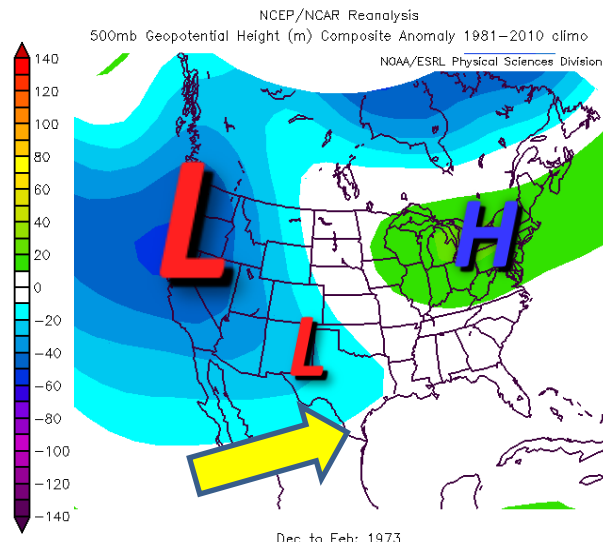 NCEP/NCAR Reanalysis
500mb Geopotential Height (m) Composite Anomaly 1981-2010 climo
NOAA/ESRL Physical Sciences Division
140
120
100
80
60
40
20
0
-20
-40
-60
-80
-100
-120
-140
L
H
L
Dec to Feb: 1973